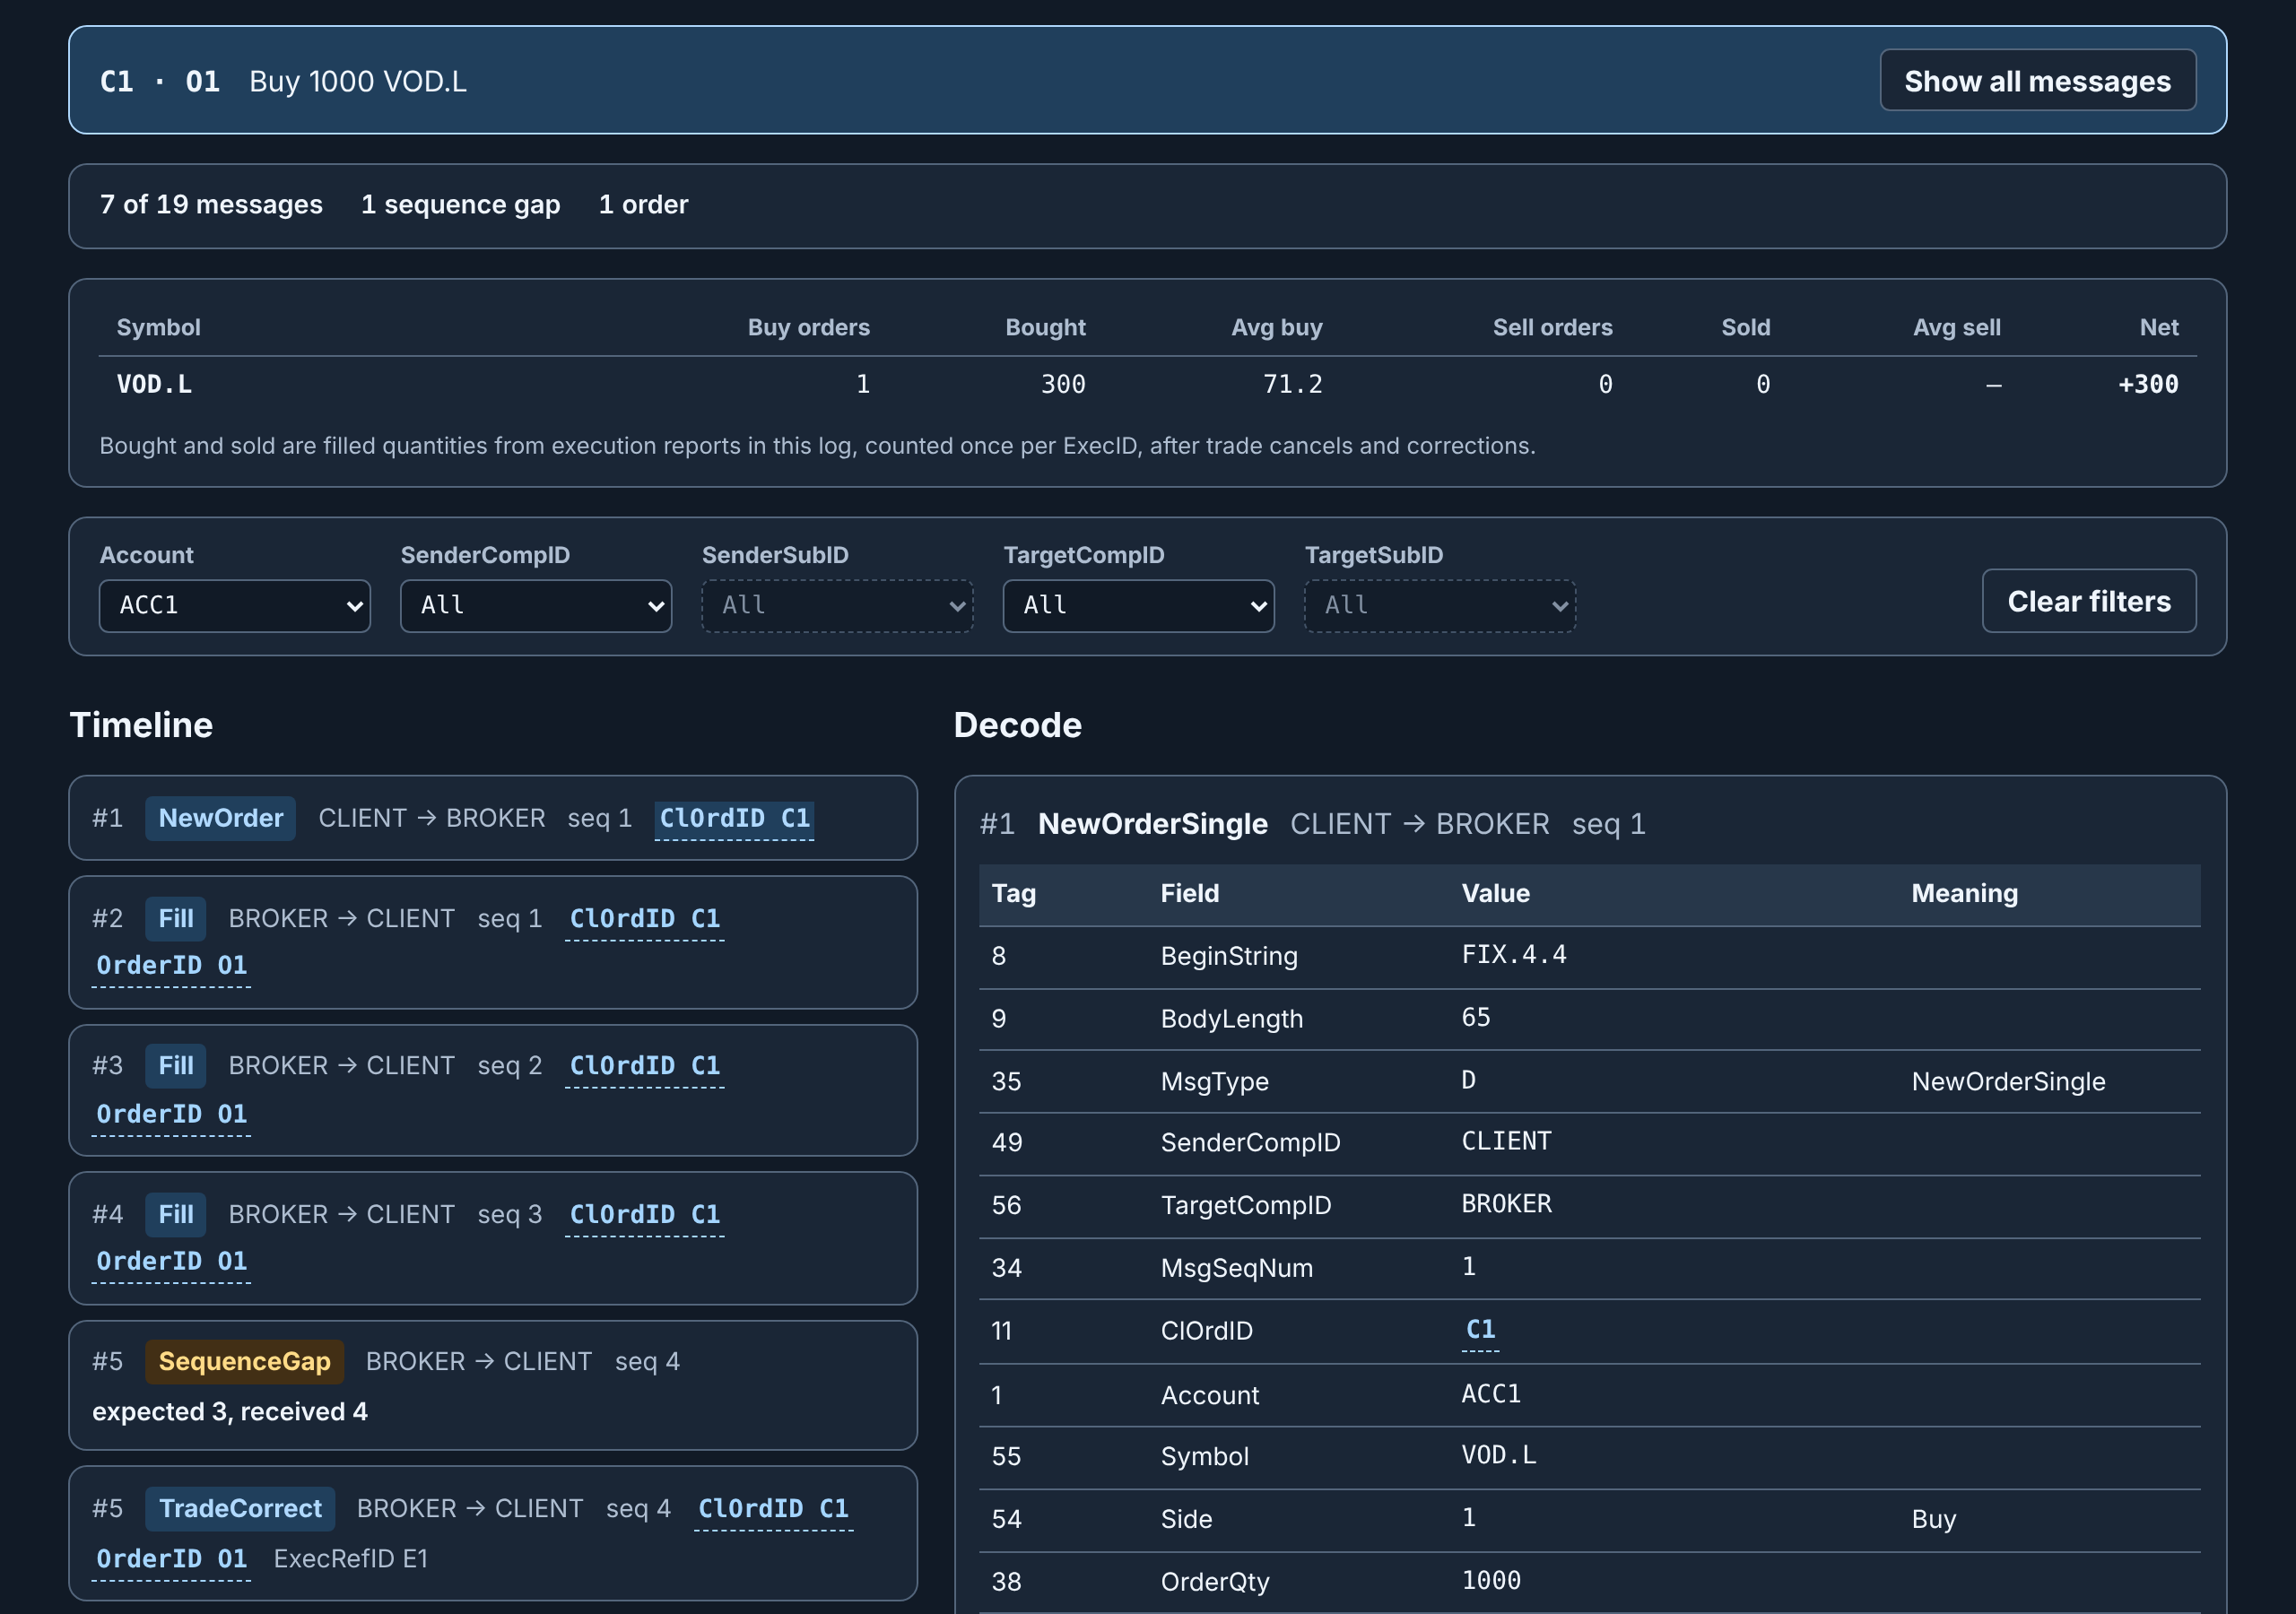 C1 · O1 Buy 1000 VOD.L Show all messages
7 of 19 messages 1 sequence gap 1 order
Symbol Buy orders Bought Avg buy Sell orders Sold Avg sell Net
VOD.L 1 300 71.2 0 0 — +300
Bought and sold are filled quantities from execution reports in this log, counted once per ExecID, after trade cancels and corrections.
Account SenderCompID SenderSubID TargetCompID TargetSubID
ACC1 All All All All Clear filters
Timeline
#1 NewOrder CLIENT → BROKER seq 1 ClOrdID C1
#2 Fill BROKER → CLIENT seq 1 ClOrdID C1
OrderID O1
#3 Fill BROKER → CLIENT seq 2 ClOrdID C1
OrderID O1
#4 Fill BROKER → CLIENT seq 3 ClOrdID C1
OrderID O1
#5 SequenceGap BROKER → CLIENT seq 4
expected 3, received 4
#5 TradeCorrect BROKER → CLIENT seq 4 ClOrdID C1
OrderID O1 ExecRefID E1
Decode
#1 NewOrderSingle CLIENT → BROKER seq 1
Tag Field Value Meaning
8 BeginString FIX.4.4
9 BodyLength 65
35 MsgType D NewOrderSingle
49 SenderCompID CLIENT
56 TargetCompID BROKER
34 MsgSeqNum 1
11 ClOrdID C1
1 Account ACC1
55 Symbol VOD.L
54 Side 1 Buy
38 OrderQty 1000